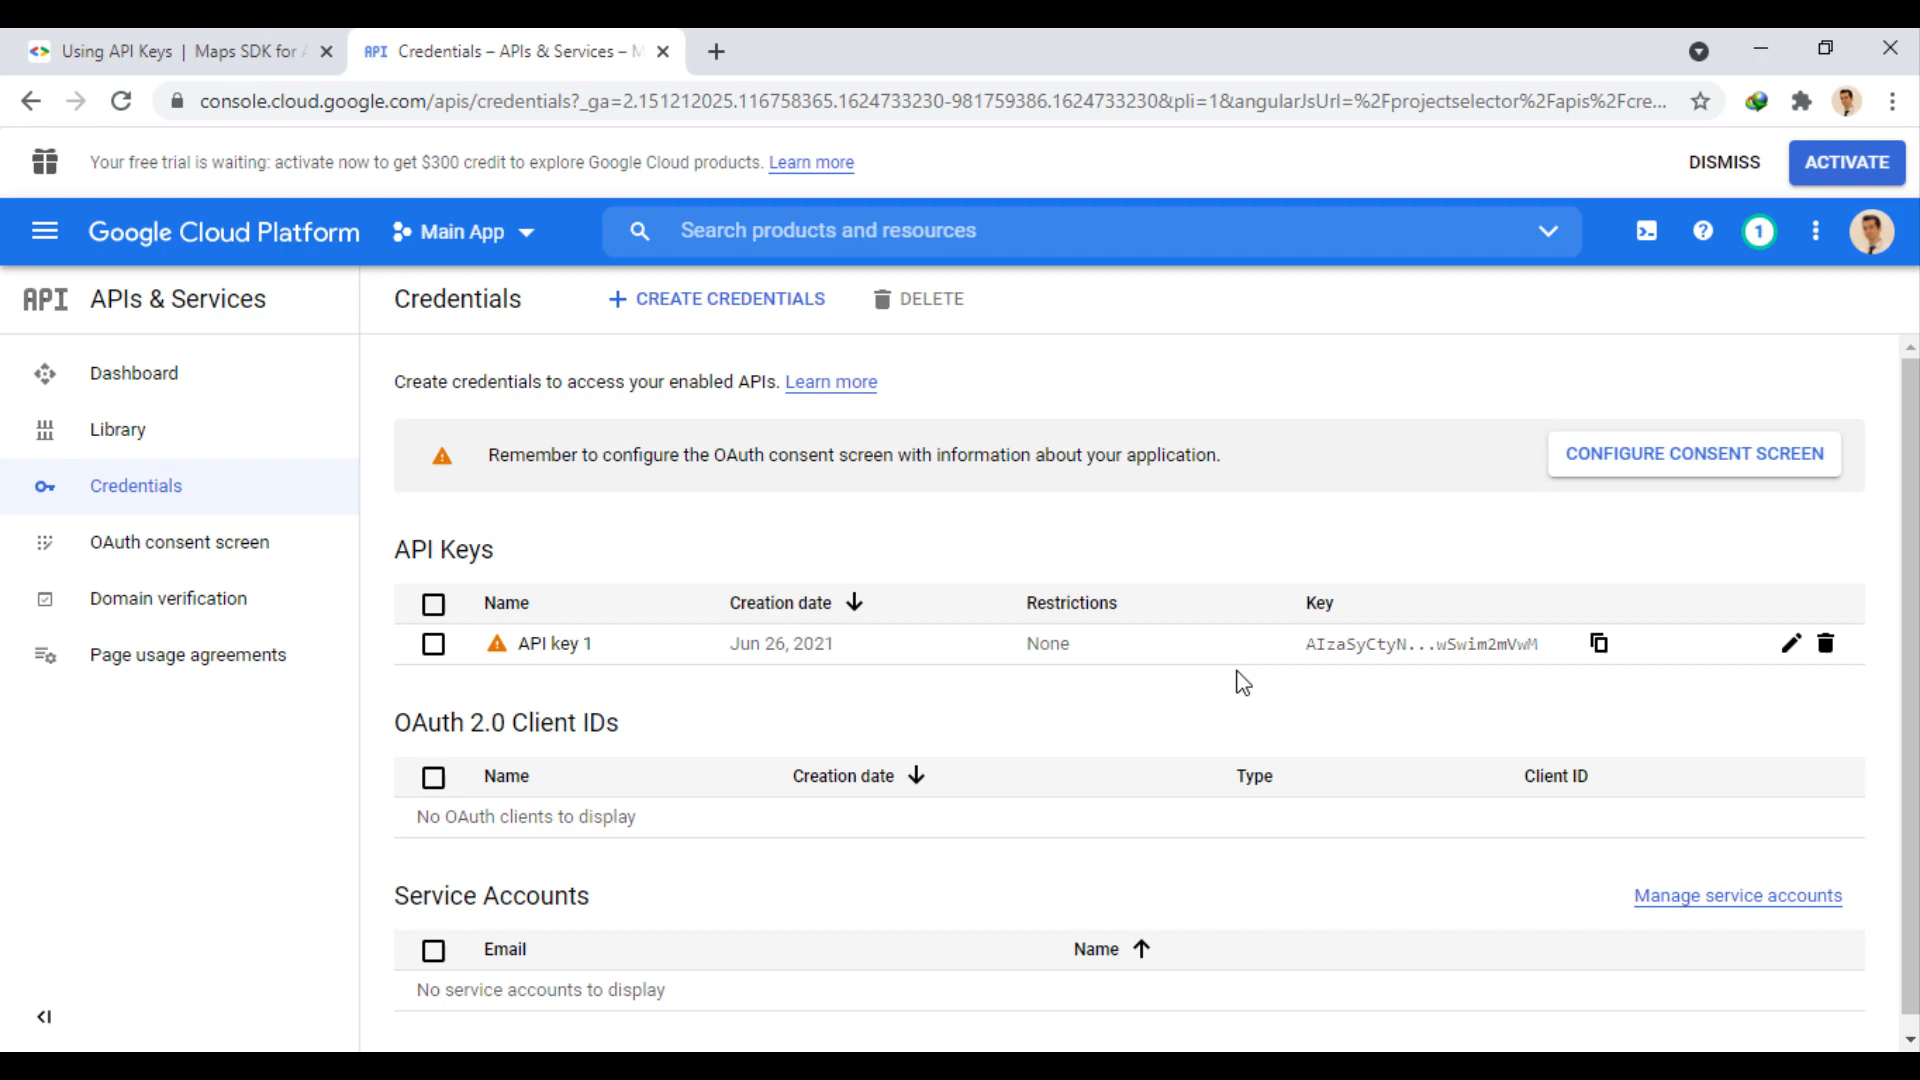 Using API Keys | Maps SDK for
API Credentials – APIs & Services –
console.cloud.google.com/apis/credentials?_ga=2.151212025.116758365.1624733230-981759386.1624733230&pli=1&angularJsUrl=%2Fprojectselector%2Fapis%2Fcre...
Your free trial is waiting: activate now to get $300 credit to explore Google Cloud products. Learn more
DISMISS
ACTIVATE
Google Cloud Platform
Main App
Search products and resources
1
API APIs & Services
Credentials
CREATE CREDENTIALS
DELETE
Dashboard
Library
Credentials
OAuth consent screen
Domain verification
Page usage agreements
Create credentials to access your enabled APIs. Learn more
Remember to configure the OAuth consent screen with information about your application.
CONFIGURE CONSENT SCREEN
API Keys
Name Creation date Restrictions Key
API key 1 Jun 26, 2021 None AIzaSyCtyN...wSwim2mVwM
OAuth 2.0 Client IDs
Name Creation date Type Client ID
No OAuth clients to display
Service Accounts
Manage service accounts
Email Name
No service accounts to display